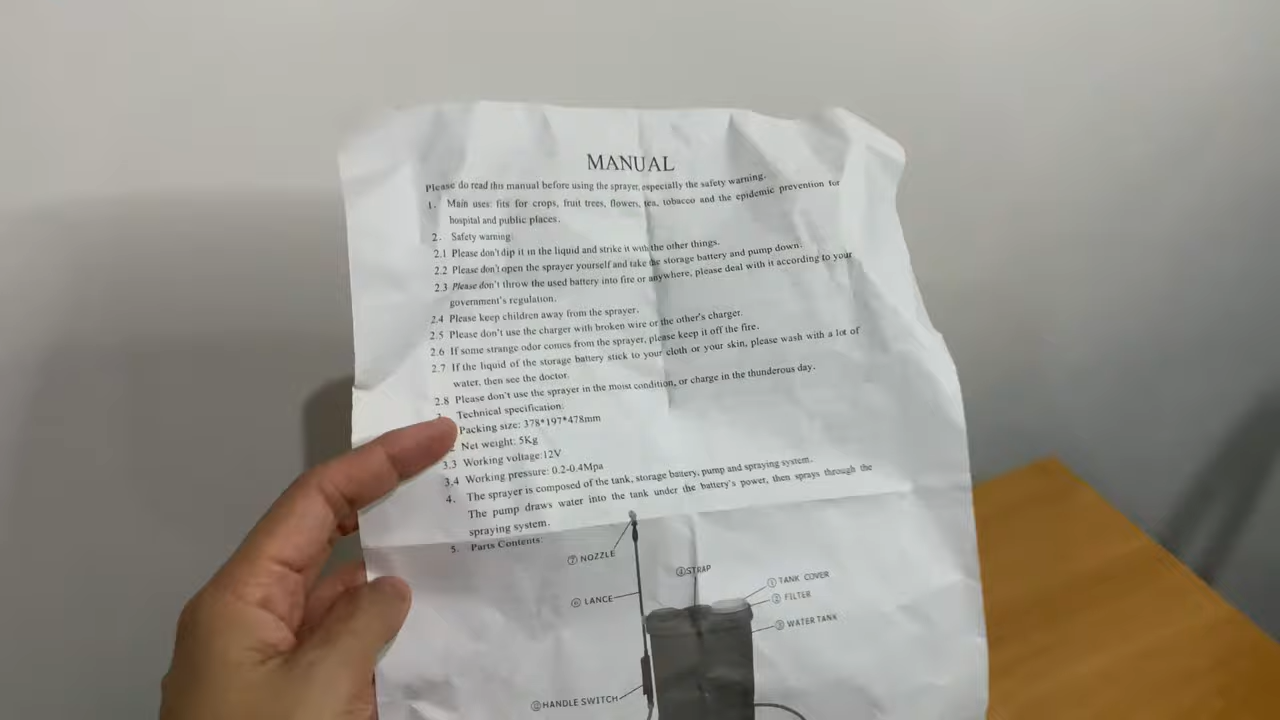 MANUAL
Please do read this manual before using the sprayer, especially the safety warning.
1. Main uses: fits for crops, fruit trees, flowers, tea, tobacco and the epidemic prevention for
hospital and public places.
2. Safety warning:
2.1 Please don't dip it in the liquid and strike it with the other things.
2.2 Please don't open the sprayer yourself and take the storage battery and pump down.
2.3 Please don't throw the used battery into fire or anywhere, please deal with it according to your
government's regulation.
2.4 Please keep children away from the sprayer.
2.5 Please don't use the charger with broken wire or the other's charger.
2.6 If some strange odor comes from the sprayer, please keep it off the fire.
2.7 If the liquid of the storage battery stick to your cloth or your skin, please wash with a lot of
water, then see the doctor.
2.8 Please don't use the sprayer in the moist condition, or charge in the thunderous day.
Technical specification:
Packing size: 378*197*478mm
Net weight: 5Kg
3.3 Working voltage:12V
3.4 Working pressure: 0.2-0.4Mpa
4. The sprayer is composed of the tank, storage battery, pump and spraying system.
The pump draws water into the tank under the battery's power, then sprays through the
spraying system.
5. Parts Contents:
⑦ NOZZLE
④STRAP
① TANK COVER
② FILTER
⑥ LANCE
③ WATER TANK
HANDLE SWITCH